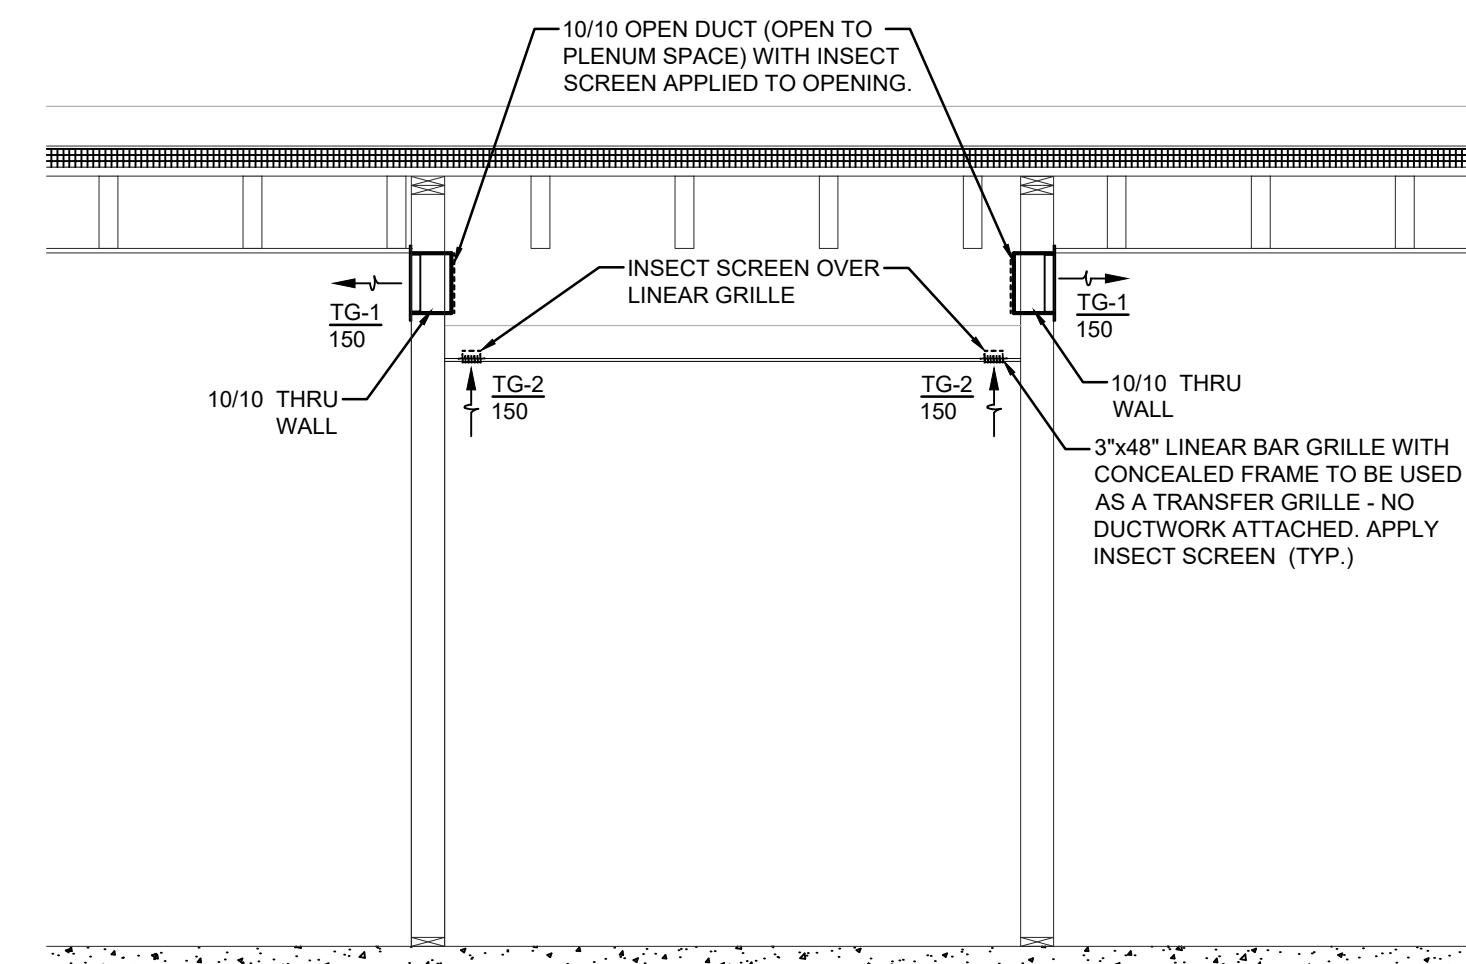 10/10 OPEN DUCT (OPEN TO
PLENUM SPACE) WITH INSECT
SCREEN APPLIED TO OPENING.
INSECT SCREEN OVER
LINEAR GRILLE
TG-1
150
TG-1
150
10/10 THRU
WALL
TG-2
150
TG-2
150
10/10 THRU
WALL
3"x48" LINEAR BAR GRILLE WITH
CONCEALED FRAME TO BE USED
AS A TRANSFER GRILLE - NO
DUCTWORK ATTACHED. APPLY
INSECT SCREEN (TYP.)